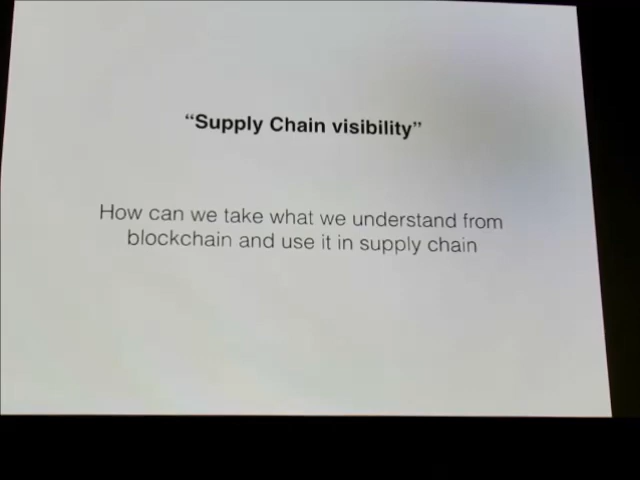 “Supply Chain visibility”
How can we take what we understand from
blockchain and use it in supply chain